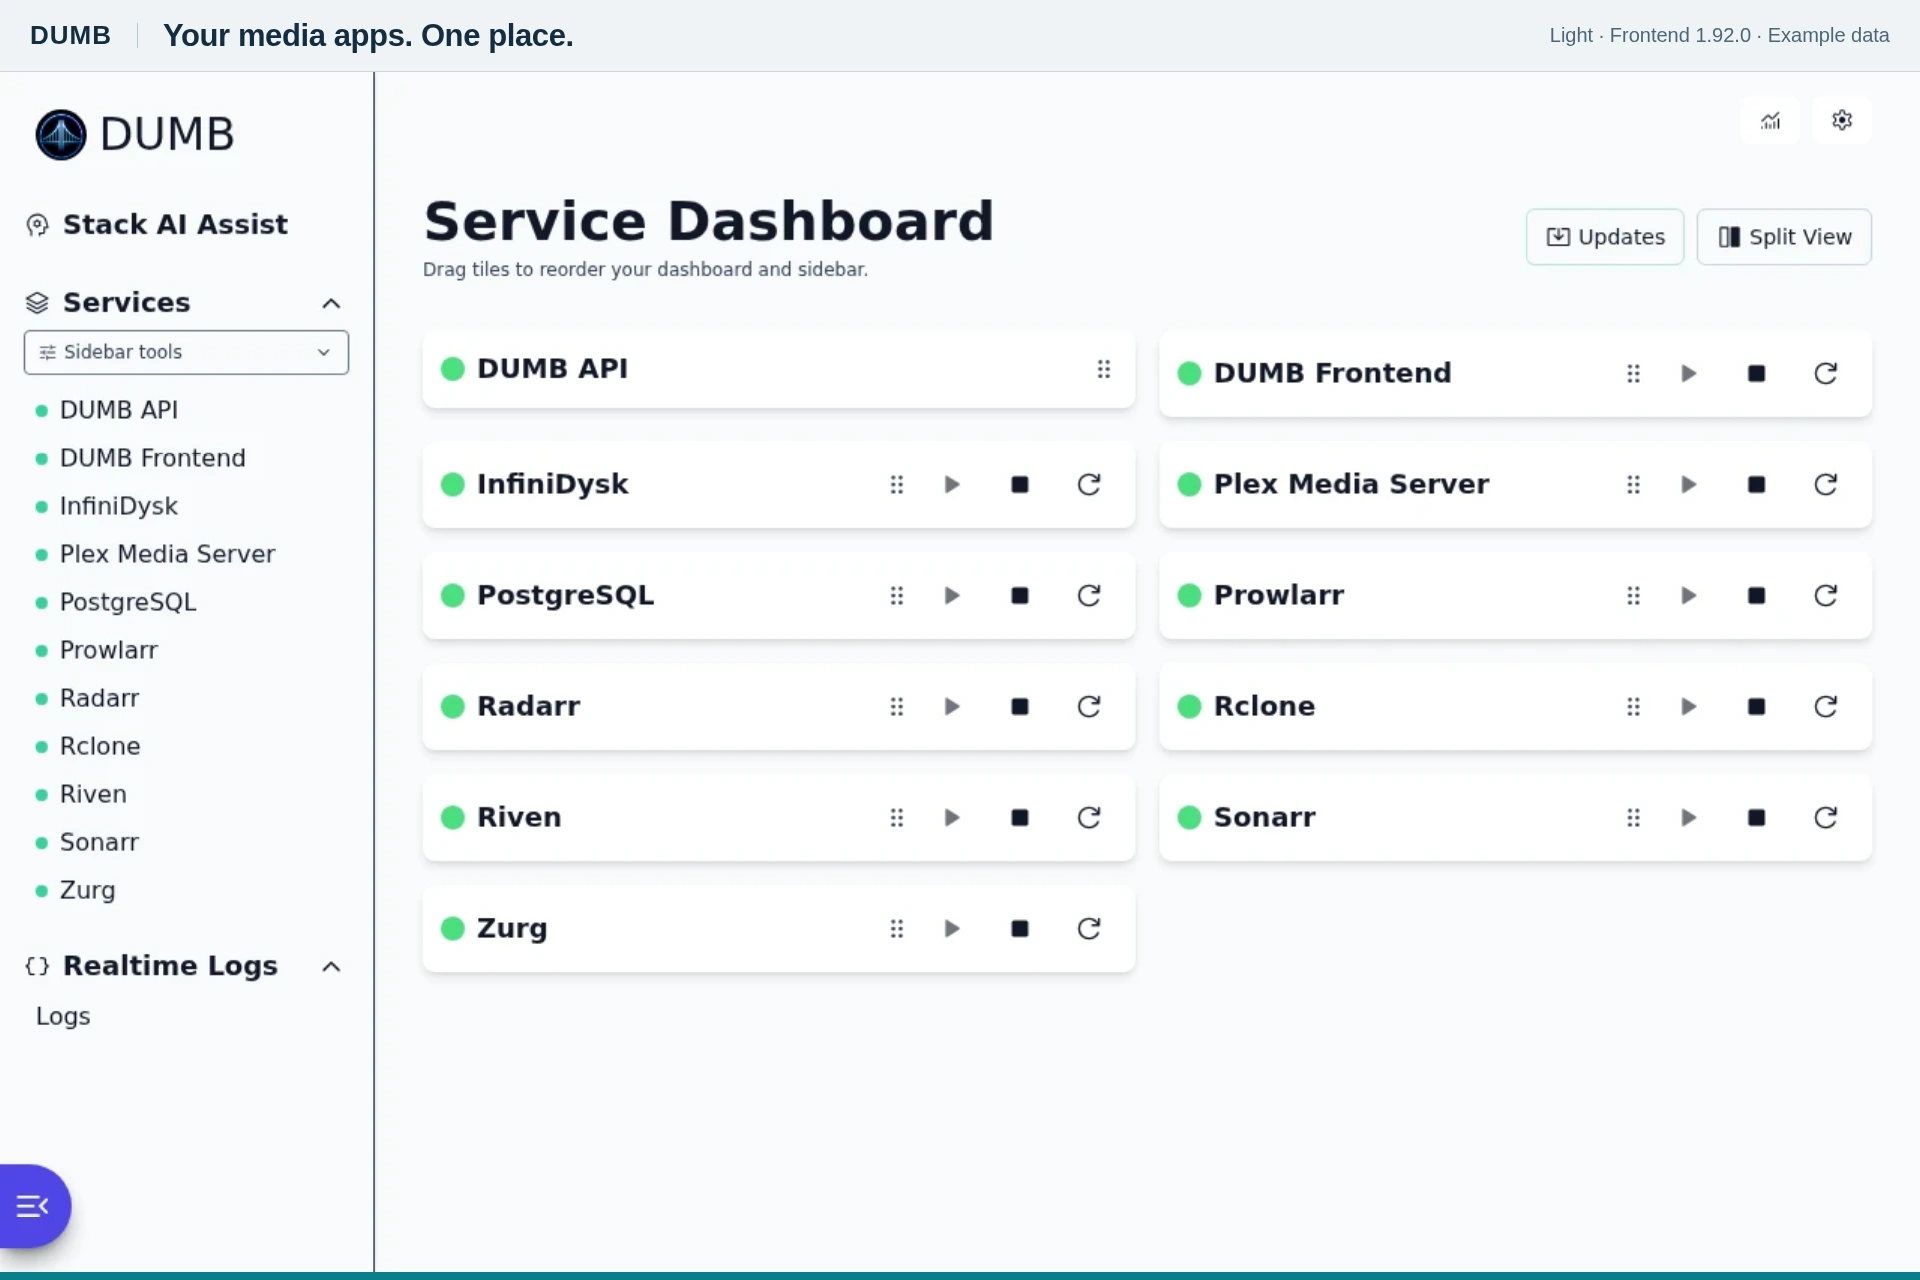 DUMB
Your media apps. One place.
Light · Frontend 1.92.0 · Example data
DUMB
Stack AI Assist
Services
Sidebar tools
DUMB API
DUMB Frontend
InfiniDysk
Plex Media Server
PostgreSQL
Prowlarr
Radarr
Rclone
Riven
Sonarr
Zurg
Realtime Logs
Logs
Service Dashboard
Drag tiles to reorder your dashboard and sidebar.
Updates
Split View
DUMB API
DUMB Frontend
InfiniDysk
Plex Media Server
PostgreSQL
Prowlarr
Radarr
Rclone
Riven
Sonarr
Zurg